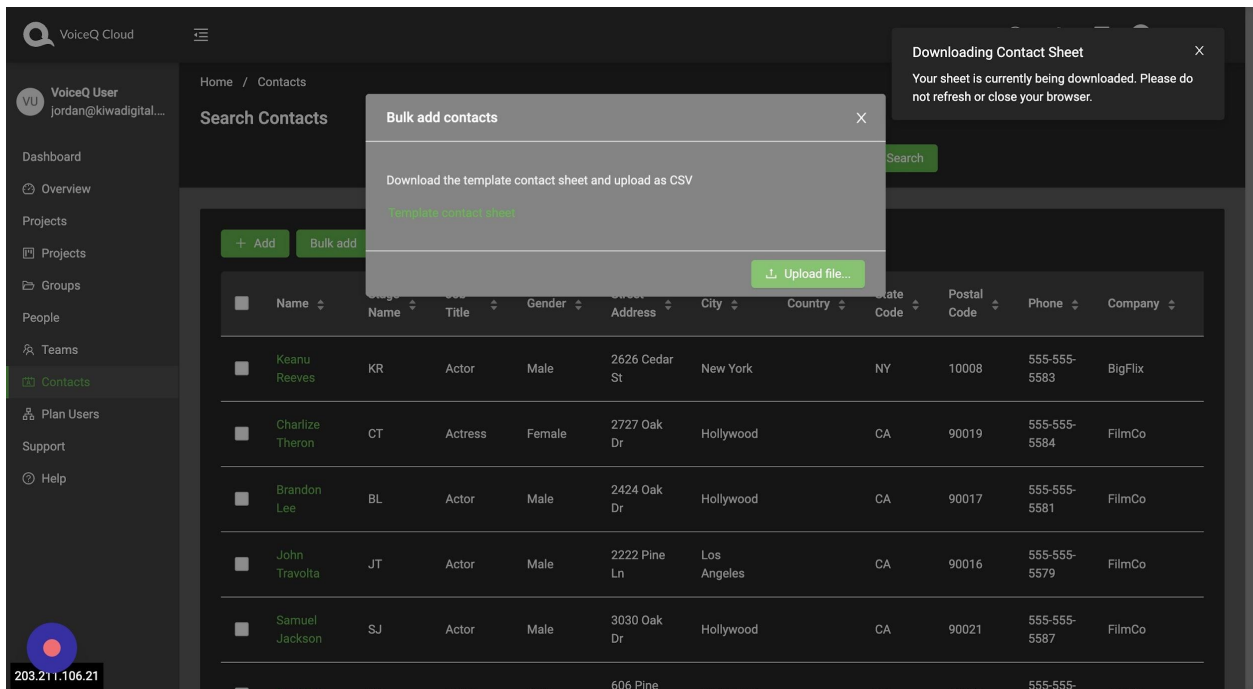 VoiceQ Cloud
VU
VoiceQ User
jordan@kiwadigital....
Dashboard
Overview
Projects
Projects
Groups
People
Teams
Contacts
Plan Users
Support
Help
203.211.106.21
Home / Contacts
Search Contacts
Search
Downloading Contact Sheet
X
Your sheet is currently being downloaded. Please do
not refresh or close your browser.
Bulk add contacts
X
Download the template contact sheet and upload as CSV
Template contact sheet
Upload file...
+ Add Bulk add
Name Stage Name Job Title Gender Street Address City Country State Code Postal Code Phone Company
Keanu Reeves KR Actor Male 2626 Cedar St New York NY 10008 555-555-5583 BigFlix
Charlize Theron CT Actress Female 2727 Oak Dr Hollywood CA 90019 555-555-5584 FilmCo
Brandon Lee BL Actor Male 2424 Oak Dr Hollywood CA 90017 555-555-5581 FilmCo
John Travolta JT Actor Male 2222 Pine Ln Los Angeles CA 90016 555-555-5579 FilmCo
Samuel Jackson SJ Actor Male 3030 Oak Dr Hollywood CA 90021 555-555-5587 FilmCo
606 Pine 555-555-